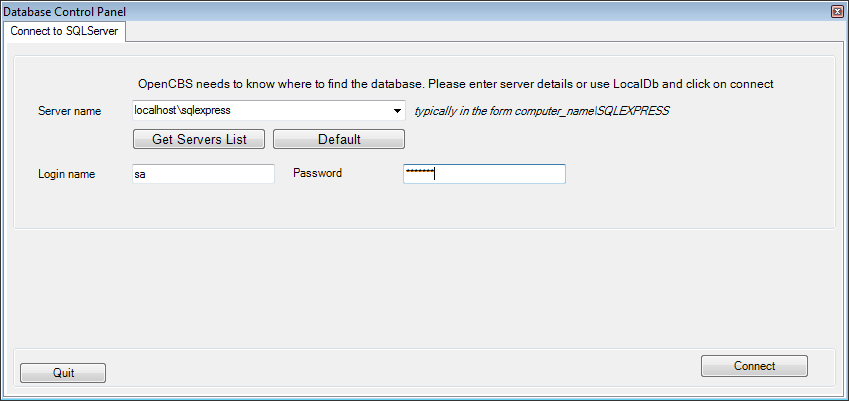 Database Control Panel
Connect to SQLServer
OpenCBS needs to know where to find the database. Please enter server details or use LocalDb and click on connect
Server name localhost\sqlexpress typically in the form computer_name\SQLEXPRESS
Get Servers List Default
Login name sa Password *******
Quit Connect